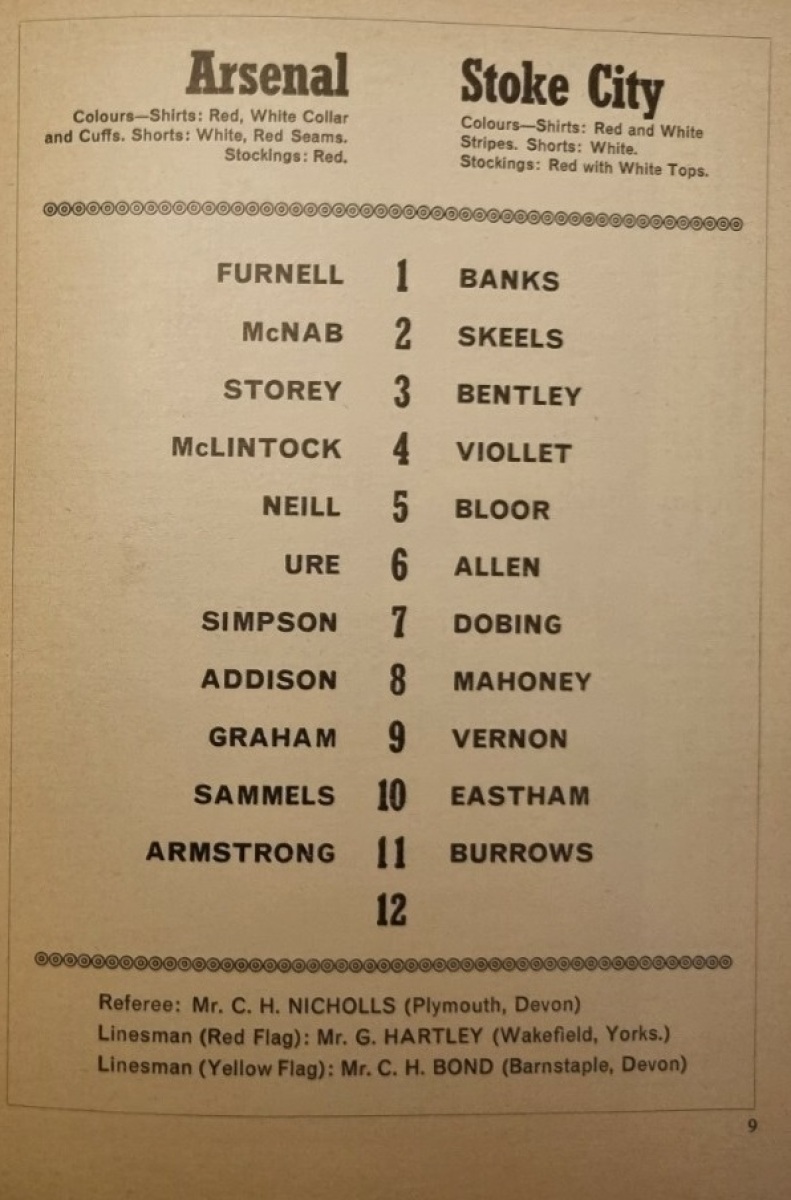 Arsenal
Colours—Shirts: Red, White Collar
and Cuffs. Shorts: White, Red Seams.
Stockings: Red.
Stoke City
Colours—Shirts: Red and White
Stripes. Shorts: White.
Stockings: Red with White Tops.
FURNELL 1 BANKS
McNAB 2 SKEELS
STOREY 3 BENTLEY
McLINTOCK 4 VIOLLET
NEILL 5 BLOOR
URE 6 ALLEN
SIMPSON 7 DOBING
ADDISON 8 MAHONEY
GRAHAM 9 VERNON
SAMMELS 10 EASTHAM
ARMSTRONG 11 BURROWS
12
Referee: Mr. C. H. NICHOLLS (Plymouth, Devon)
Linesman (Red Flag): Mr. G. HARTLEY (Wakefield, Yorks.)
Linesman (Yellow Flag): Mr. C. H. BOND (Barnstaple, Devon)
9